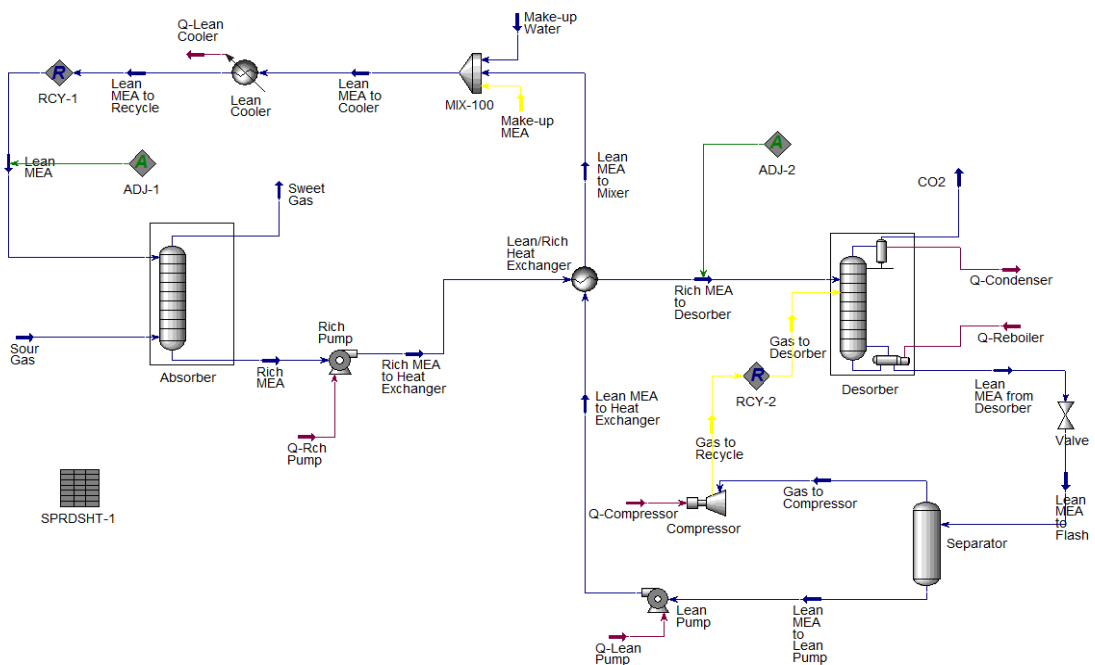 Q-Lean
Cooler
Make-up
Water
R
RCY-1
Lean
MEA to
Recycle
Lean
Cooler
Lean
MEA to
Cooler
MIX-100
Make-up
MEA
Lean
MEA
A
ADJ-1
Sweet
Gas
Lean
MEA
to
Mixer
A
ADJ-2
CO2
Lean/Rich
Heat
Exchanger
Rich MEA
to
Desorber
Q-Condenser
Q-Reboiler
Sour
Gas
Absorber
Rich
MEA
Rich
Pump
Rich MEA
to Heat
Exchanger
Q-Rch
Pump
Gas to
Desorber
R
RCY-2
Desorber
Lean
MEA from
Desorber
Valve
Lean MEA
to Heat
Exchanger
Gas to
Recycle
SPRDSHT-1
Q-Compressor
Compressor
Gas to
Compressor
Lean
MEA
to
Flash
Separator
Lean
Pump
Q-Lean
Pump
Lean
MEA
to Lean
Pump